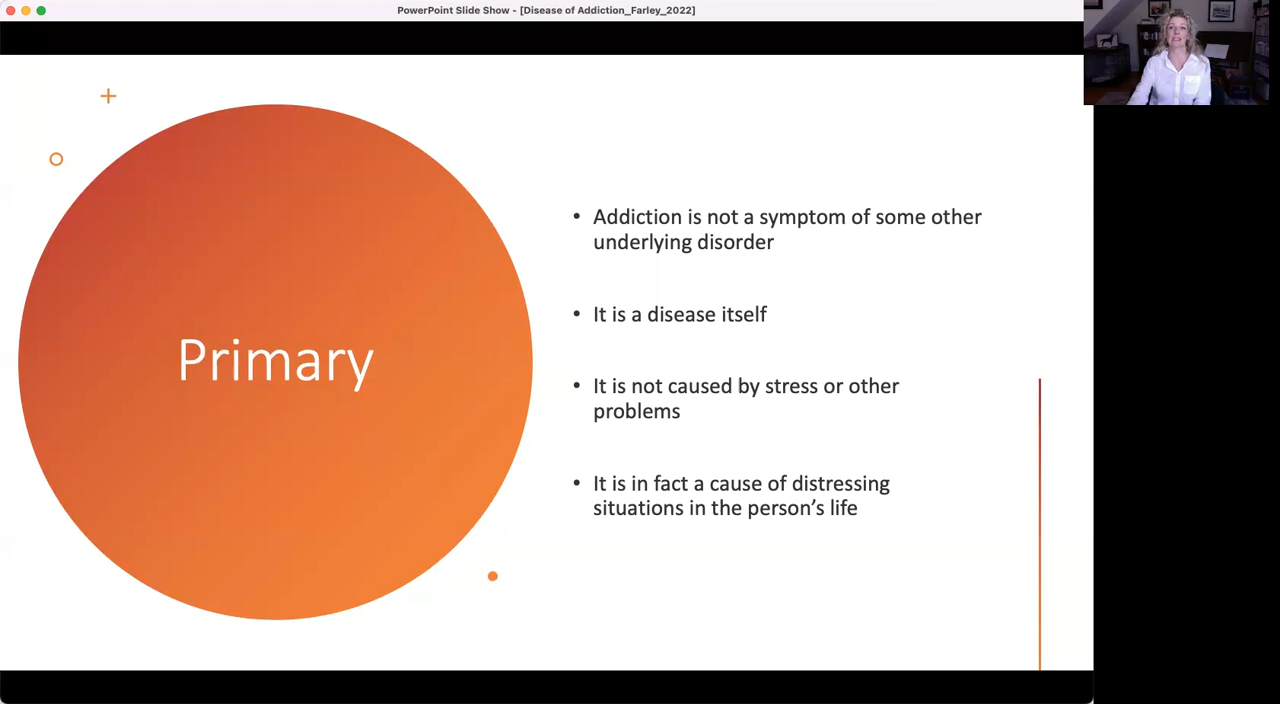 PowerPoint Slide Show - [Disease of Addiction_Farley_2022]
Primary
• Addiction is not a symptom of some other
underlying disorder
• It is a disease itself
• It is not caused by stress or other
problems
• It is in fact a cause of distressing
situations in the person’s life